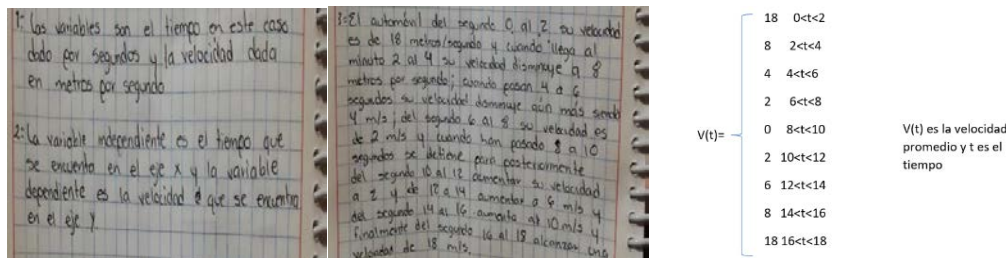 1: Las variables son el tiempo en este caso
dado por segundos y la velocidad dada
en metros por segundo
2: La variable independiente es el tiempo que
se encuentra en el eje x y la variable
dependiente es la velocidad que se encuentra
en el eje Y.
3: El automóvil del segundo 0 al 2 su velocidad
es de 18 metros/segundo y cuando llega al
minuto 2 al 4 su velocidad disminuye a 8
metros por segundo; cuando pasan 4 a 6
segundos su velocidad disminuye aún más siendo
4 m/s; del segundo 6 al 8 su velocidad es
de 2 m/s y cuando han pasado 8 a 10
segundos se detiene para posteriormente
del segundo 10 al 12 aumentar su velocidad
a 2 y de 12 a 14 aumentar a 6 m/s y
del segundo 14 al 16 aumenta a 10 m/s y
finalmente del segundo 16 al 18 alcanzar una
velocidad de 18 m/s.
V(t)=
18 0<t<2
8 2<t<4
4 4<t<6
2 6<t<8
0 8<t<10
2 10<t<12
6 12<t<14
8 14<t<16
18 16<t<18
V(t) es la velocidad
promedio y t es el
tiempo